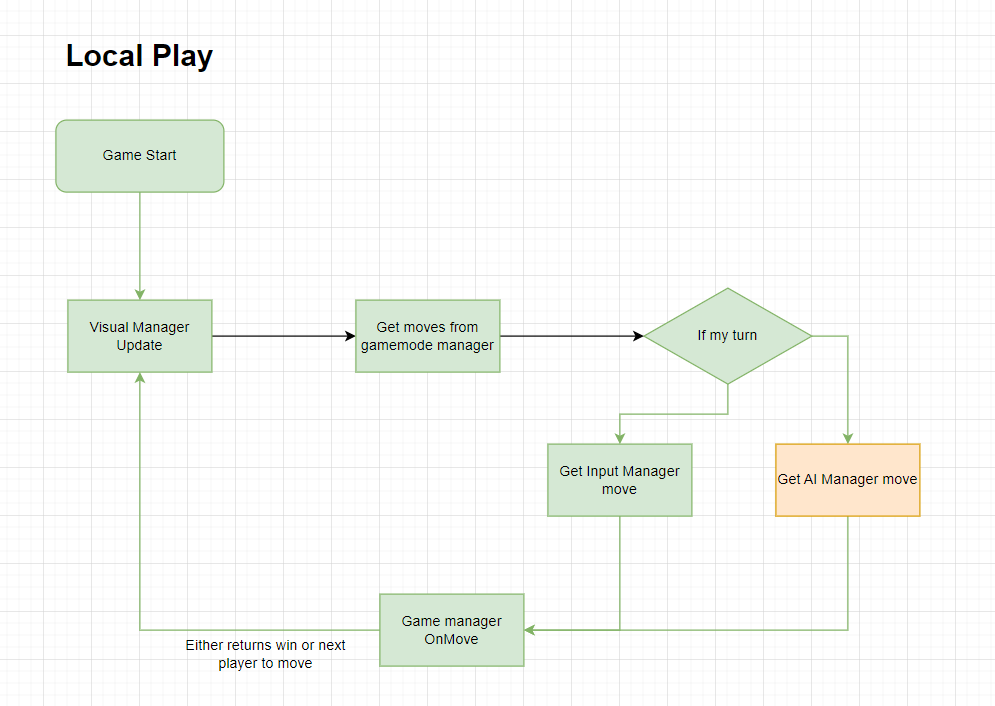 Local Play
Game Start
Visual Manager
Update
Get moves from
gamemode manager
If my turn
Get Input Manager
move
Get AI Manager move
Game manager
OnMove
Either returns win or next
player to move